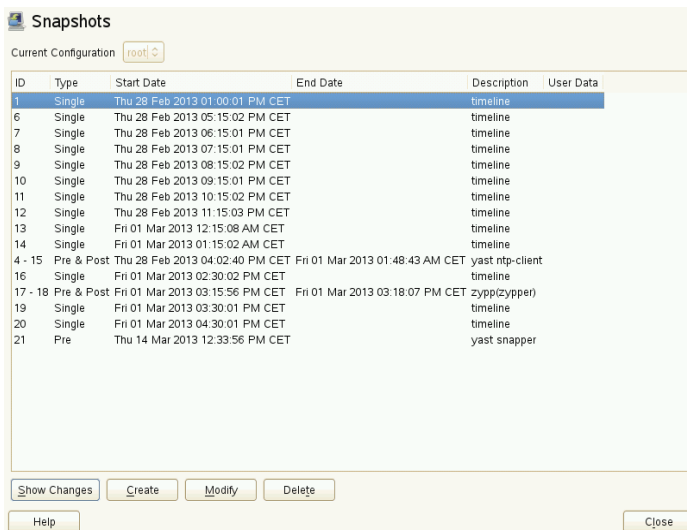 Snapshots
Current Configuration root
ID Type Start Date End Date Description User Data
1 Single Thu 28 Feb 2013 01:00:01 PM CET timeline
6 Single Thu 28 Feb 2013 05:15:02 PM CET timeline
7 Single Thu 28 Feb 2013 06:15:01 PM CET timeline
8 Single Thu 28 Feb 2013 07:15:01 PM CET timeline
9 Single Thu 28 Feb 2013 08:15:02 PM CET timeline
10 Single Thu 28 Feb 2013 09:15:01 PM CET timeline
11 Single Thu 28 Feb 2013 10:15:02 PM CET timeline
12 Single Thu 28 Feb 2013 11:15:03 PM CET timeline
13 Single Fri 01 Mar 2013 12:15:08 AM CET timeline
14 Single Fri 01 Mar 2013 01:15:02 AM CET timeline
4 - 15 Pre & Post Thu 28 Feb 2013 04:02:40 PM CET Fri 01 Mar 2013 01:48:43 AM CET yast ntp-client
16 Single Fri 01 Mar 2013 02:30:02 PM CET timeline
17 - 18 Pre & Post Fri 01 Mar 2013 03:15:56 PM CET Fri 01 Mar 2013 03:18:07 PM CET zypp(zypper)
19 Single Fri 01 Mar 2013 03:30:01 PM CET timeline
20 Single Fri 01 Mar 2013 04:30:01 PM CET timeline
21 Pre Thu 14 Mar 2013 12:33:56 PM CET yast snapper
Show Changes Create Modify Delete
Help Close